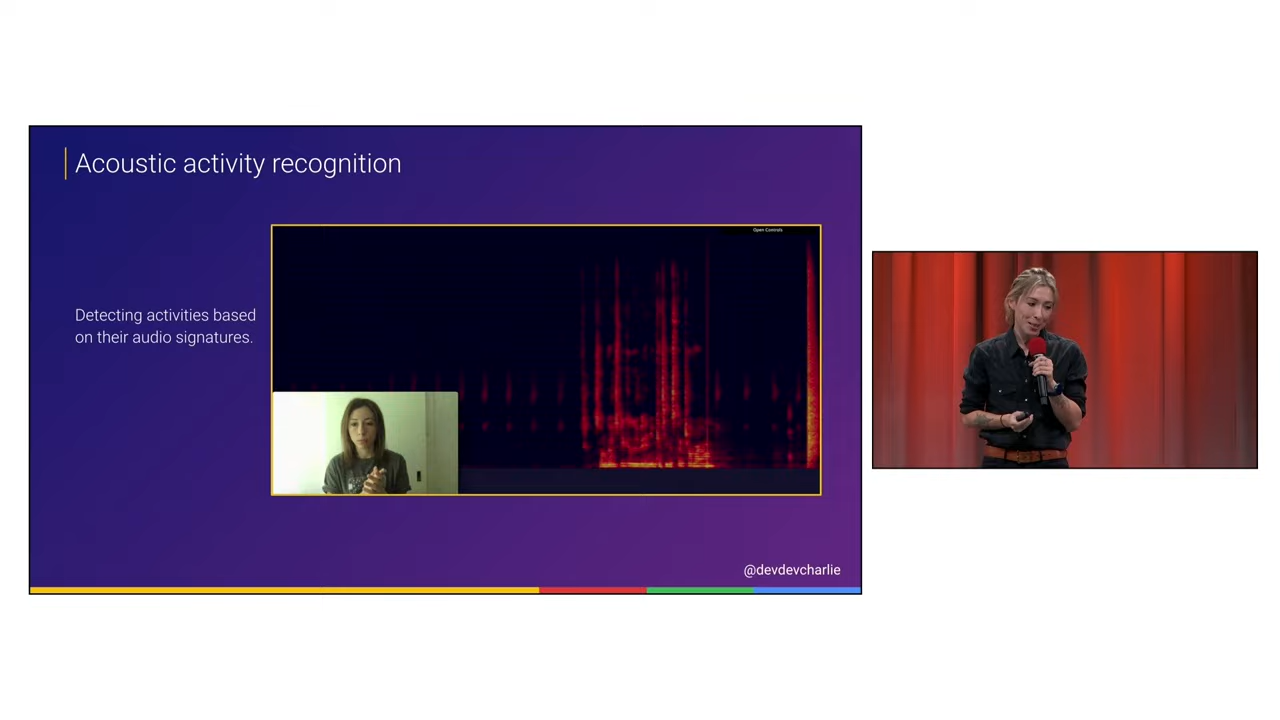 Acoustic activity recognition
Open Controls
Detecting activities based
on their audio signatures.
@devdevcharlie